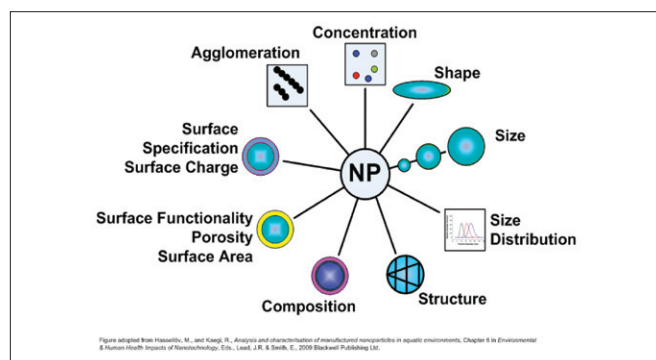 Concentration
Agglomeration
Shape
Surface
Specification
Surface Charge
Size
NP
Surface Functionality
Porosity
Surface Area
Size
Distribution
Composition
Structure
Figure adopted from Hassellöv, M., and Kaegi, R., Analysis and characterisation of manufactured nanoparticles in aquatic environments, Chapter 6 in Environmental
& Human Health Impacts of Nanotechnology, Eds., Lead, J.R. & Smith, E., 2009 Blackwell Publishing Ltd.